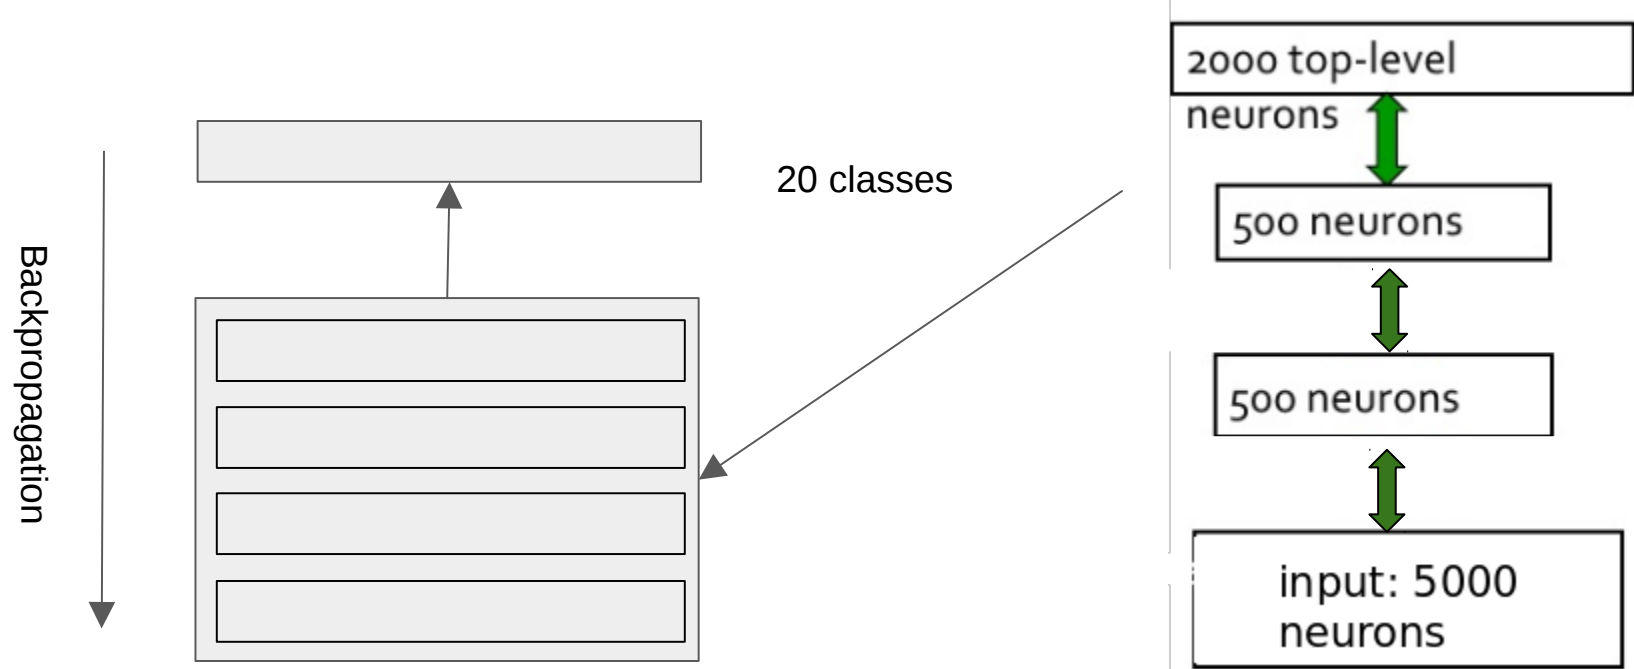 2000 top-level
neurons
20 classes
500 neurons
Backpropagation
500 neurons
input: 5000
neurons